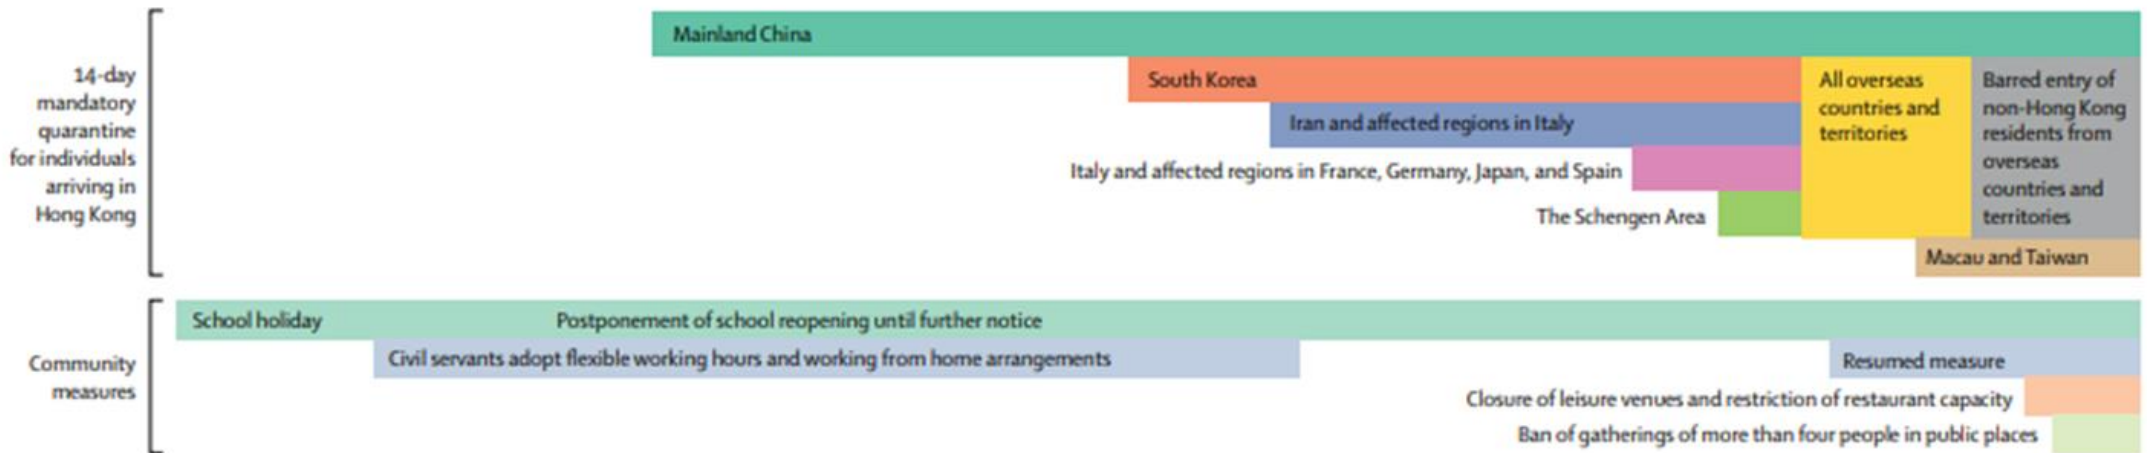 14-day
mandatory
quarantine
for individuals
arriving in
Hong Kong
Mainland China
South Korea
Iran and affected regions in Italy
Italy and affected regions in France, Germany, Japan, and Spain
The Schengen Area
All overseas
countries and
territories
Barred entry of
non-Hong Kong
residents from
overseas
countries and
territories
Macau and Taiwan
Community
measures
School holiday
Postponement of school reopening until further notice
Civil servants adopt flexible working hours and working from home arrangements
Resumed measure
Closure of leisure venues and restriction of restaurant capacity
Ban of gatherings of more than four people in public places